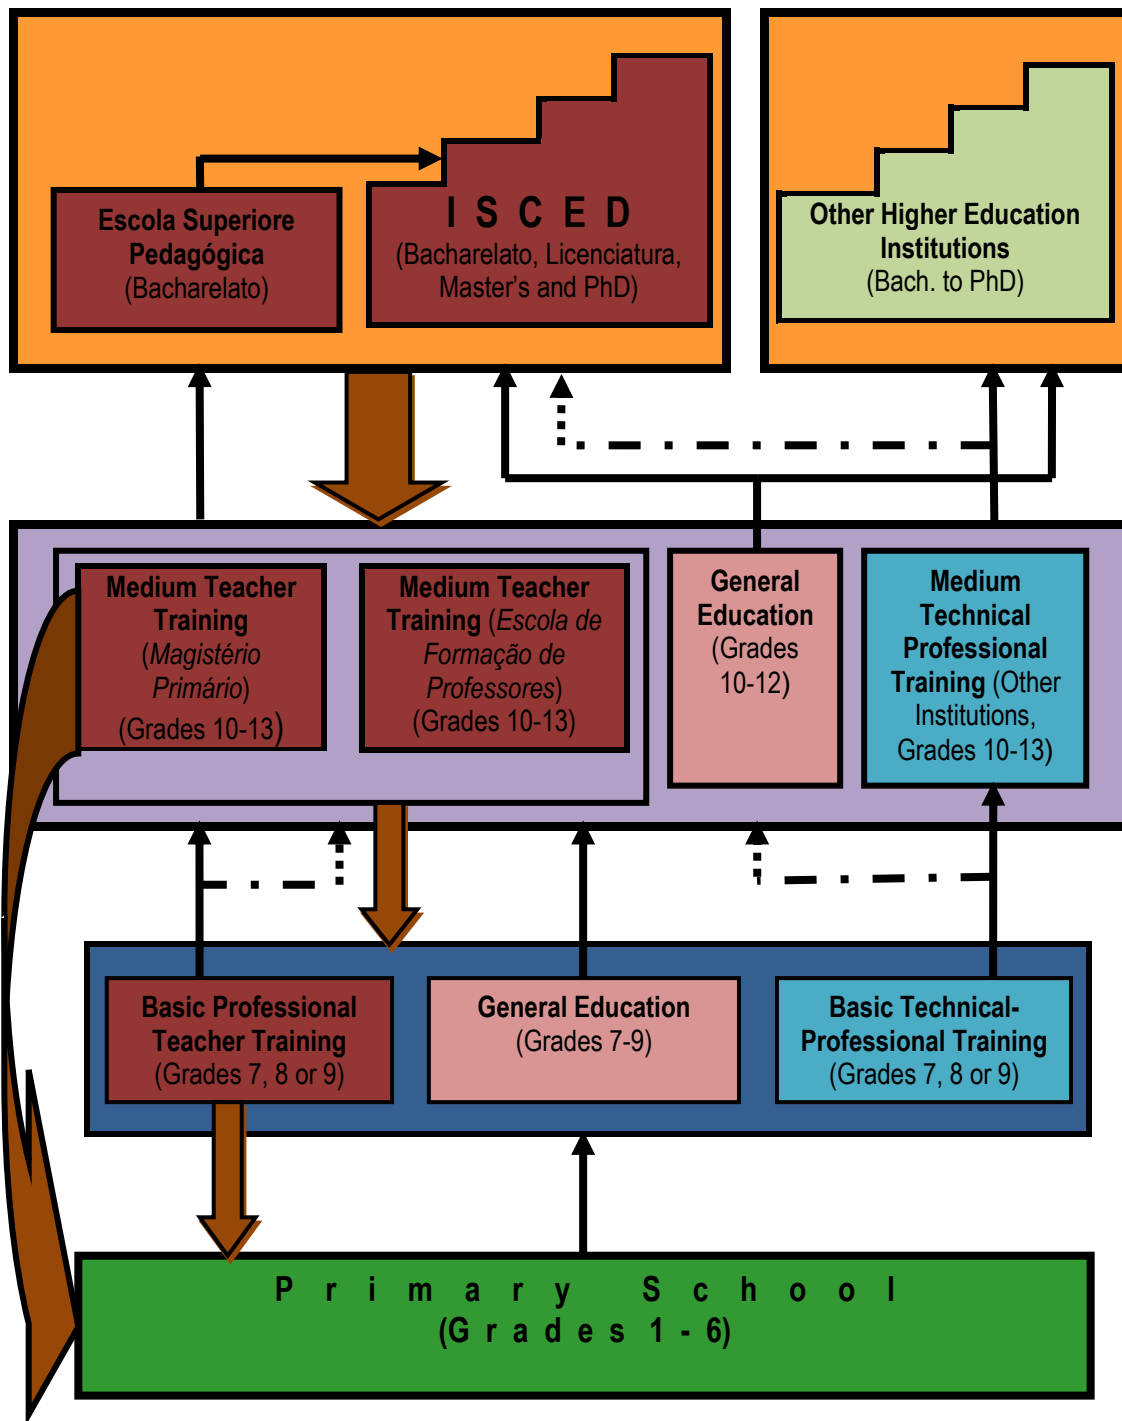 Escola Superiore
Pedagógica
(Bacharelato)
I S C E D
(Bacharelato, Licenciatura,
Master's and PhD)
Other Higher Education
Institutions
(Bach. to PhD)
Medium Teacher
Training
(Magistério
Primário)
(Grades 10-13)
Medium Teacher
Training (Escola de
Formação de
Professores)
(Grades 10-13)
General
Education
(Grades
10-12)
Medium
Technical
Professional
Training (Other
Institutions,
Grades 10-13)
Basic Professional
Teacher Training
(Grades 7, 8 or 9)
General Education
(Grades 7-9)
Basic Technical-
Professional Training
(Grades 7, 8 or 9)
P r i m a r y S c h o o l
(G r a d e s 1 - 6)